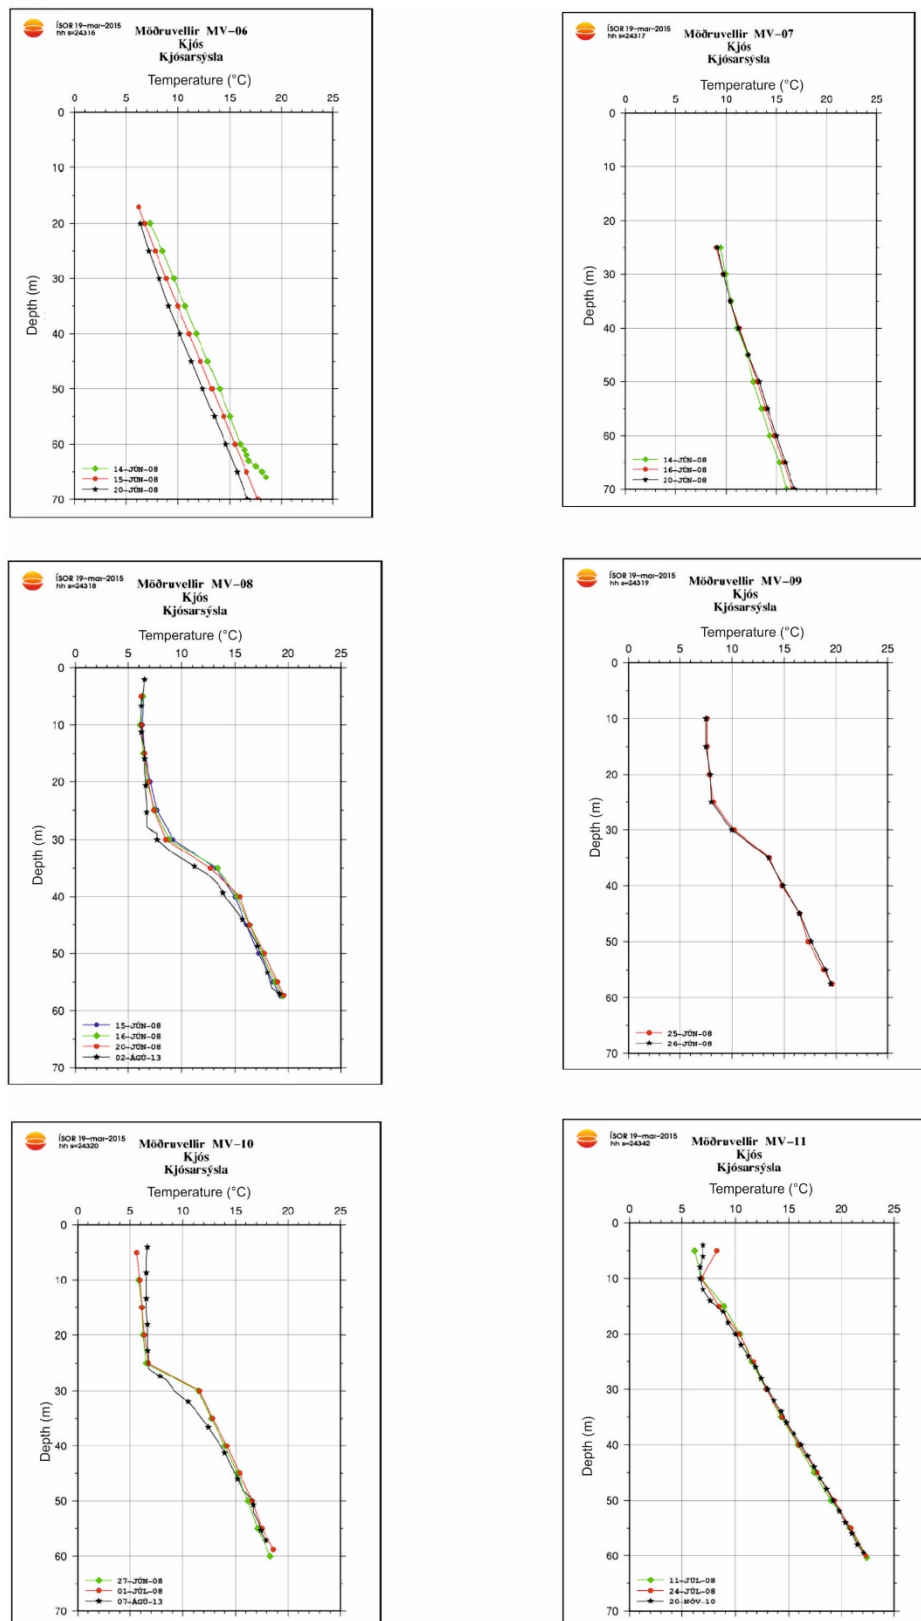 ÍSOR 19-mar-2015
hh s=24316
Möðruvellir MV-06
Kjós
Kjósarsýsla
Temperature (°C)
0 5 10 15 20 25
0
10
20
30
40
50
60
70
Depth (m)
14-JÚN-08
15-JÚN-08
20-JÚN-08
ÍSOR 19-mar-2015
hh s=24317
Möðruvellir MV-07
Kjós
Kjósarsýsla
Temperature (°C)
0 5 10 15 20 25
0
10
20
30
40
50
60
70
Depth (m)
14-JÚN-08
16-JÚN-08
20-JÚN-08
ÍSOR 19-mar-2015
hh s=24318
Möðruvellir MV-08
Kjós
Kjósarsýsla
Temperature (°C)
0 5 10 15 20 25
0
10
20
30
40
50
60
70
Depth (m)
15-JÚN-08
16-JÚN-08
20-JÚN-08
02-ÁGÚ-13
ÍSOR 19-mar-2015
hh s=24319
Möðruvellir MV-09
Kjós
Kjósarsýsla
Temperature (°C)
0 5 10 15 20 25
0
10
20
30
40
50
60
70
Depth (m)
25-JÚN-08
26-JÚN-08
ÍSOR 19-mar-2015
hh s=24320
Möðruvellir MV-10
Kjós
Kjósarsýsla
Temperature (°C)
0 5 10 15 20 25
0
10
20
30
40
50
60
70
Depth (m)
27-JÚN-08
01-JÚL-08
07-ÁGÚ-13
ÍSOR 19-mar-2015
hh s=24342
Möðruvellir MV-11
Kjós
Kjósarsýsla
Temperature (°C)
0 5 10 15 20 25
0
10
20
30
40
50
60
70
Depth (m)
11-JÚL-08
24-JÚL-08
20-NÓV-10